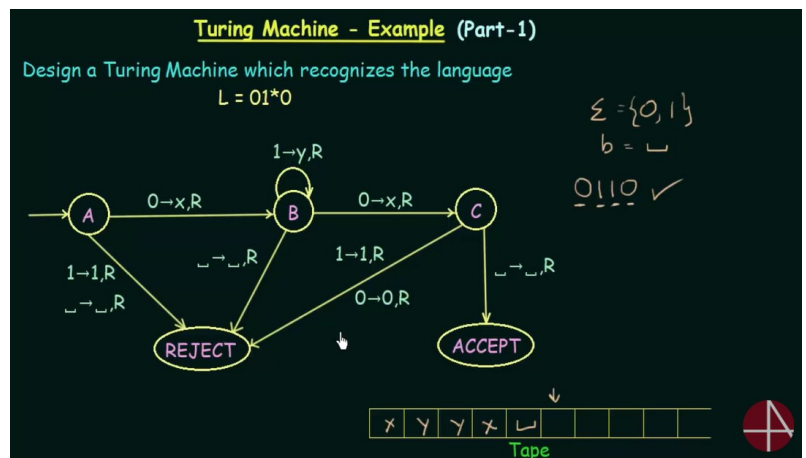 Turing Machine - Example (Part-1)
Design a Turing Machine which recognizes the language
L = 01*0
Σ = {0,1}
b = ⎵
0110 ✓
1→y,R
0→x,R
0→x,R
A
B
C
⎵→⎵,R
1→1,R
⎵→⎵,R
1→1,R
⎵→⎵,R
0→0,R
REJECT
ACCEPT
x y y x ⎵
Tape